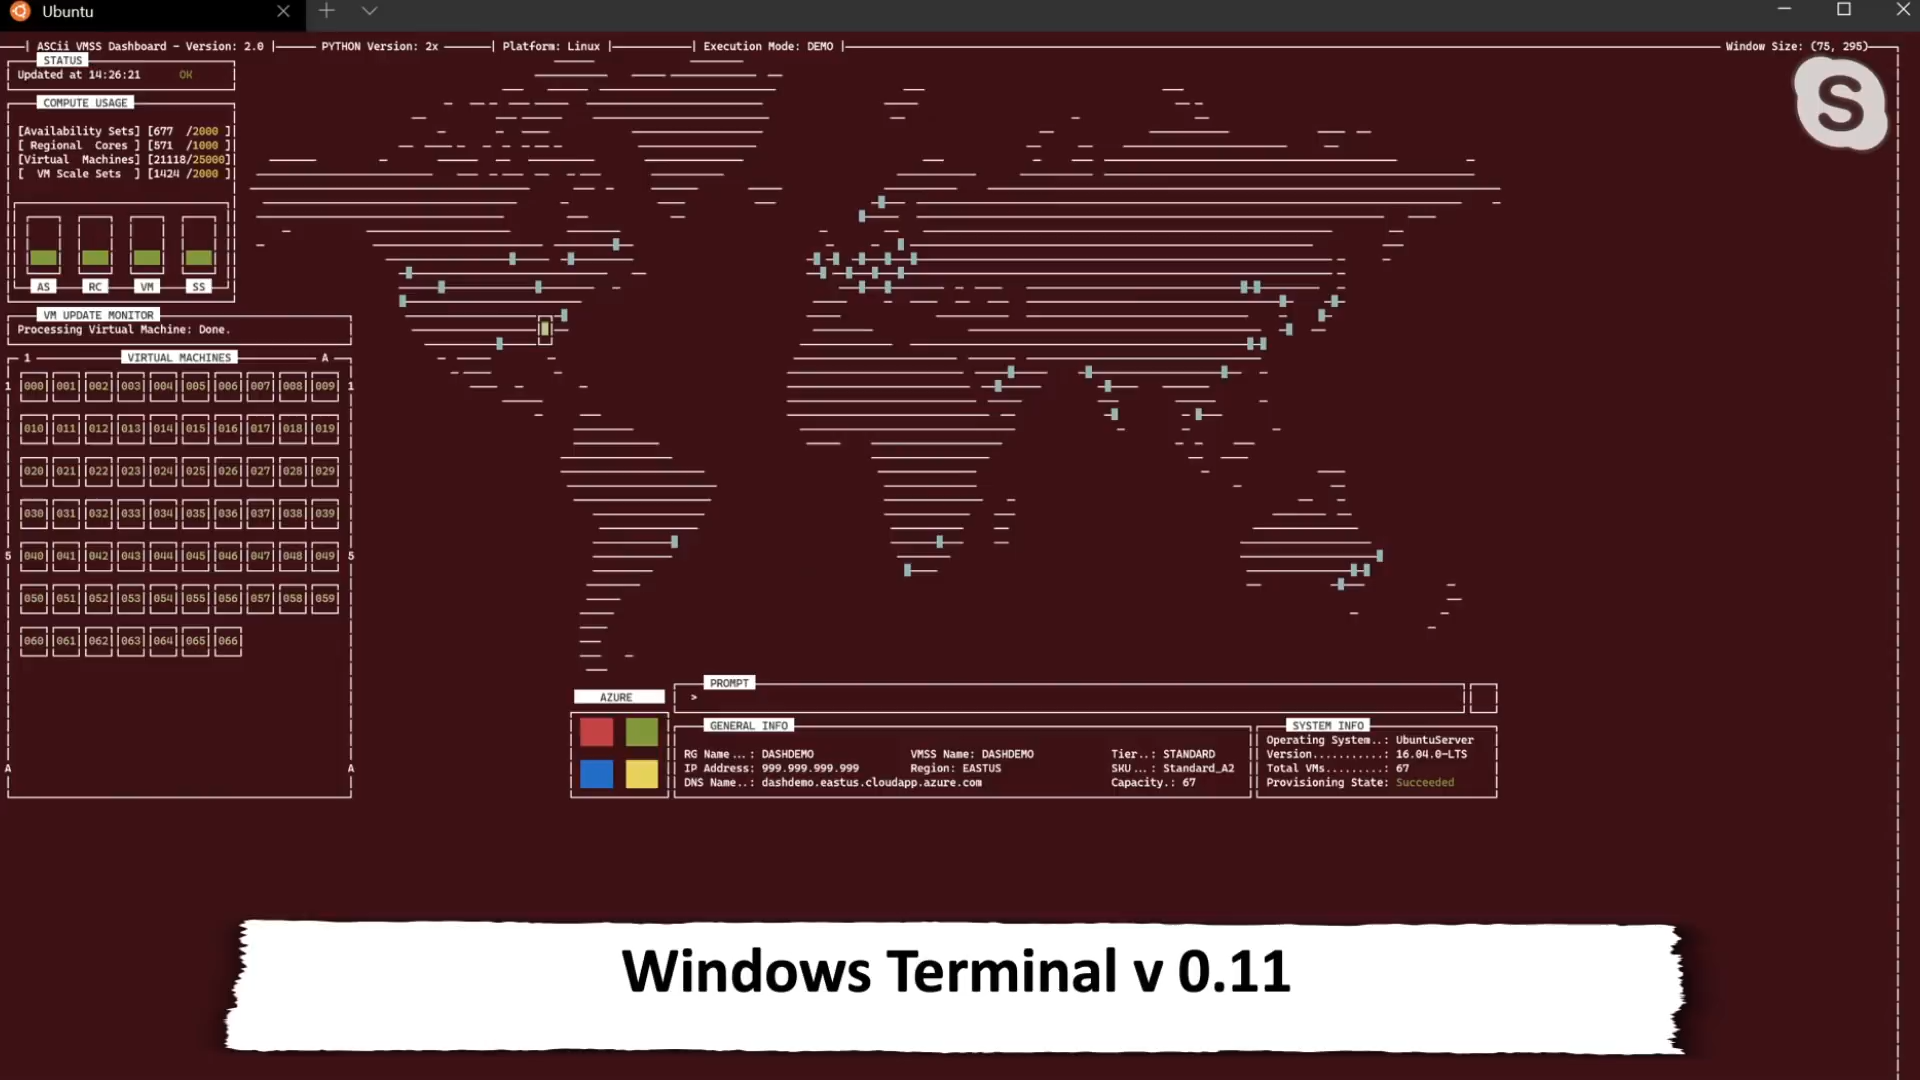 Ubuntu
ASCii VMSS Dashboard - Version: 2.0 PYTHON Version: 2x Platform: Linux Execution Mode: DEMO Window Size: (75, 295)
STATUS
Updated at 14:26:21 OK
COMPUTE USAGE
[Availability Sets] [677 /2000 ]
[ Regional Cores ] [571 /1000 ]
[Virtual Machines] [21118/25000]
[ VM Scale Sets ] [1424 /2000 ]
AS RC VM SS
VM UPDATE MONITOR
Processing Virtual Machine: Done.
1 VIRTUAL MACHINES A
1 000 001 002 003 004 005 006 007 008 009 1
010 011 012 013 014 015 016 017 018 019
020 021 022 023 024 025 026 027 028 029
030 031 032 033 034 035 036 037 038 039
5 040 041 042 043 044 045 046 047 048 049 5
050 051 052 053 054 055 056 057 058 059
060 061 062 063 064 065 066
A A
S
AZURE
PROMPT
>
GENERAL INFO
RG Name...: DASHDEMO VMSS Name: DASHDEMO Tier..: STANDARD
IP Address: 999.999.999.999 Region: EASTUS SKU...: Standard_A2
DNS Name..: dashdemo.eastus.cloudapp.azure.com Capacity.: 67
SYSTEM INFO
Operating System..: UbuntuServer
Version...........: 16.04.0-LTS
Total VMs.........: 67
Provisioning State: Succeeded
Windows Terminal v 0.11